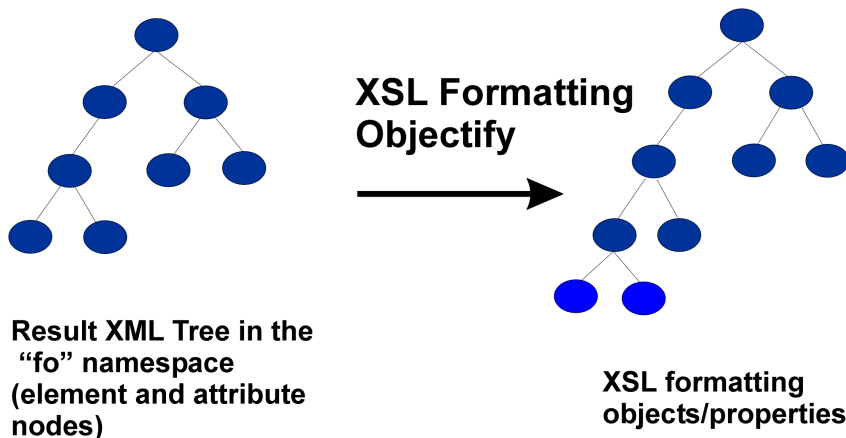 XSL Formatting
Objectify
Result XML Tree in the
“fo” namespace
(element and attribute
nodes)
XSL formatting
objects/properties